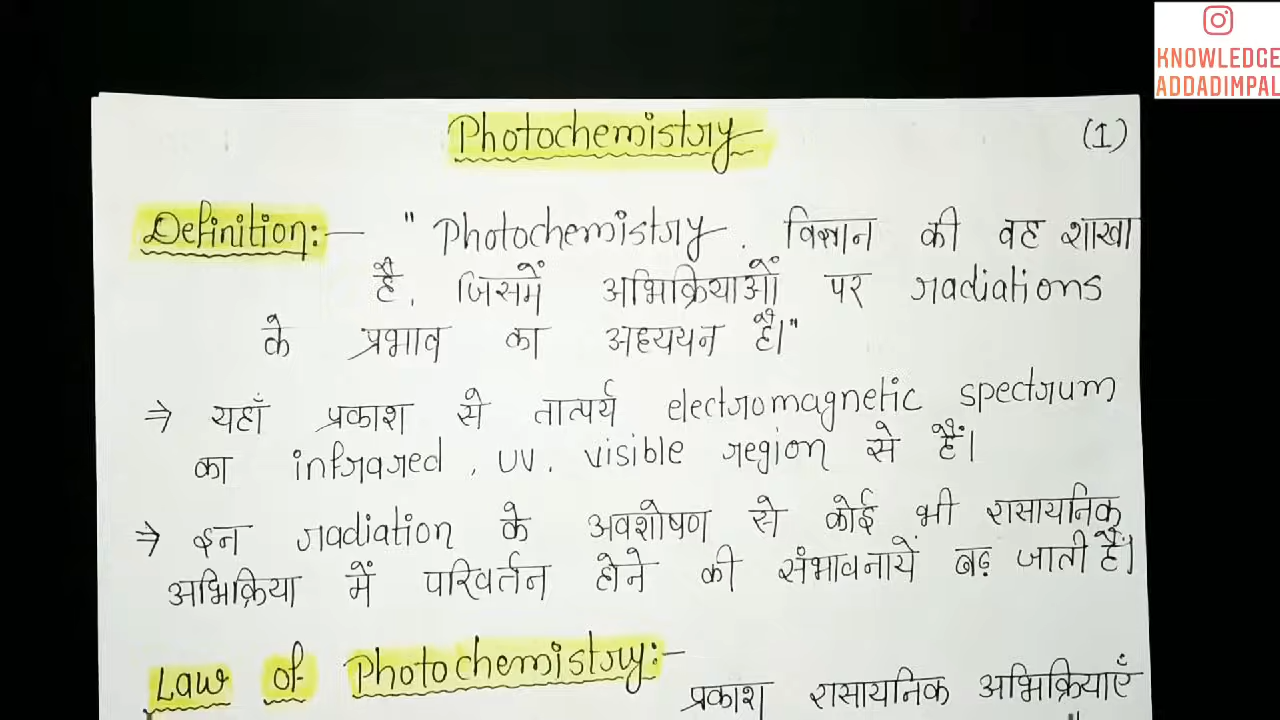 KNOWLEDGE
ADDADIMPAL
Photochemistry
(1)
Definition:— " Photochemistry, विज्ञान की वह शाखा
है, जिसमें अभिक्रियाओं पर radiations
के प्रभाव का अध्ययन है।"
⇒ यहाँ प्रकाश से तात्पर्य electromagnetic spectrum
का infrared, UV, visible region से हैं।
⇒ इन radiation के अवशोषण से कोई भी रासायनिक
अभिक्रिया में परिवर्तन होने की संभावनायें बढ़ जाती हैं।
Law of Photochemistry:—
प्रकाश रासायनिक अभिक्रियाएँ